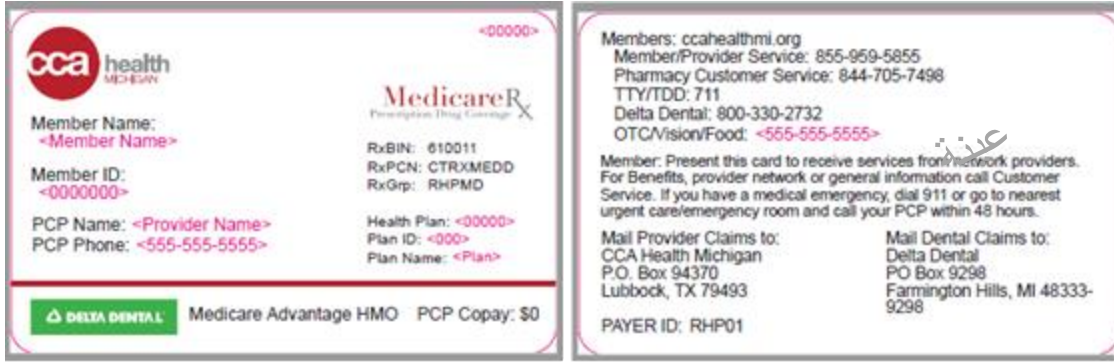 cca health
MICHIGAN
<00000>
MedicareRx
Prescription Drug Coverage
Member Name:
<Member Name>
Member ID:
<0000000>
PCP Name: <Provider Name>
PCP Phone: <555-555-5555>
RxBIN: 610011
RxPCN: CTRXMEDD
RxGrp: RHPMD
Health Plan: <00000>
Plan ID: <000>
Plan Name: <Plan>
DELTA DENTAL
Medicare Advantage HMO PCP Copay: $0
Members: ccahealthmi.org
Member/Provider Service: 855-959-5855
Pharmacy Customer Service: 844-705-7498
TTY/TDD: 711
Delta Dental: 800-330-2732
OTC/Vision/Food: <555-555-5555>
عينة
Member: Present this card to receive services from network providers.
For Benefits, provider network or general information call Customer
Service. If you have a medical emergency, dial 911 or go to nearest
urgent care/emergency room and call your PCP within 48 hours.
Mail Provider Claims to:
CCA Health Michigan
P.O. Box 94370
Lubbock, TX 79493
Mail Dental Claims to:
Delta Dental
PO Box 9298
Farmington Hills, MI 48333-
9298
PAYER ID: RHP01